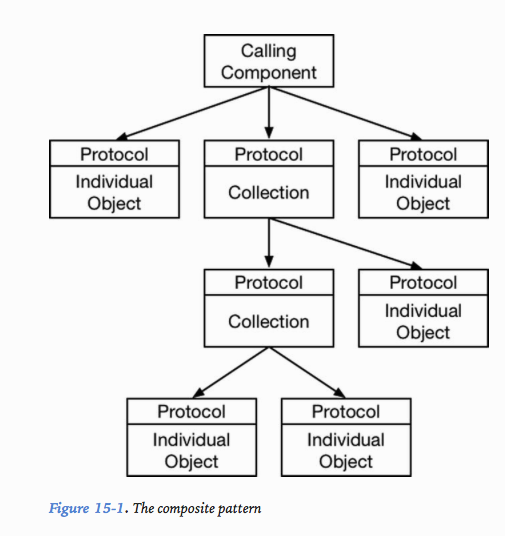 Calling
Component
Protocol
Individual
Object
Protocol
Collection
Protocol
Individual
Object
Protocol
Collection
Protocol
Individual
Object
Protocol
Individual
Object
Protocol
Individual
Object
Figure 15-1. The composite pattern